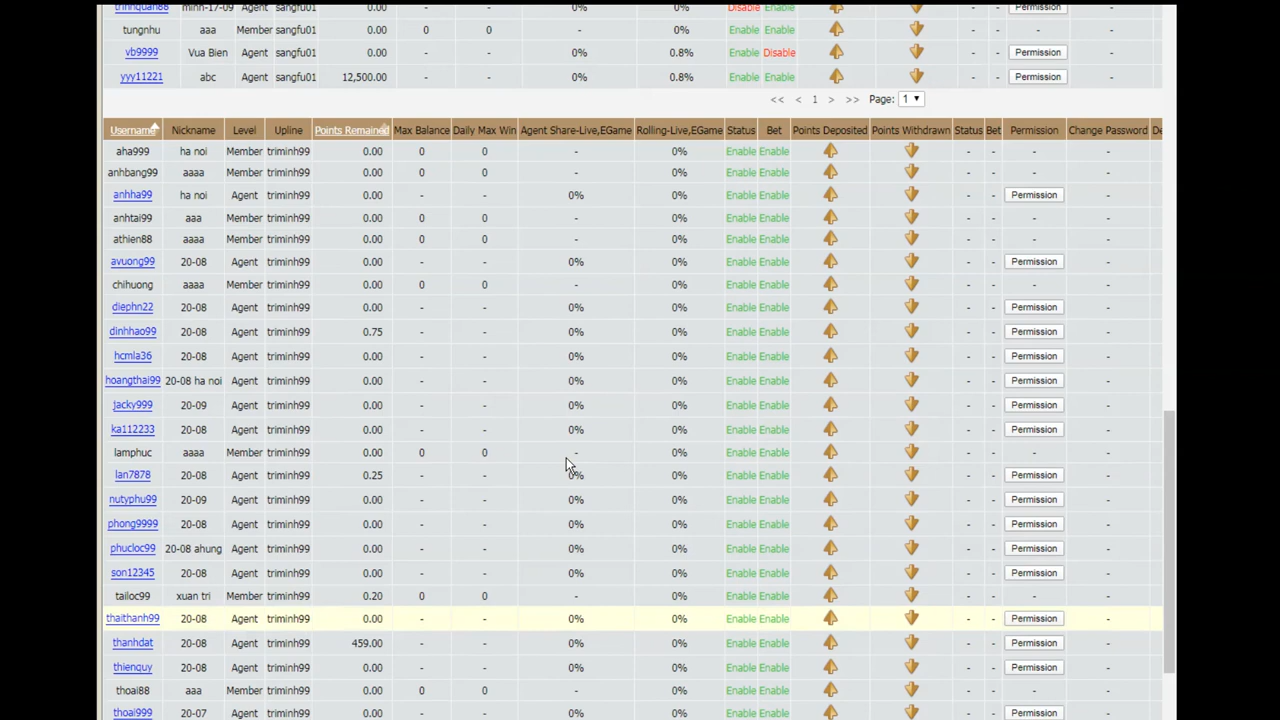 trinhquan88 minh-17-09 Agent sangfu01 0.00 - - 0% 0% Disable Enable - - Permission -
tungnhu aaa Member sangfu01 0.00 0 0 - 0% Enable Enable - - - -
vb9999 Vua Bien Agent sangfu01 - - - 0% 0.8% Enable Disable - - Permission -
yyy11221 abc Agent sangfu01 12,500.00 - - 0% 0.8% Enable Enable - - Permission -
<< < 1 > >> Page: 1
Username Nickname Level Upline Points Remained Max Balance Daily Max Win Agent Share-Live,EGame Rolling-Live,EGame Status Bet Points Deposited Points Withdrawn Status Bet Permission Change Password De
aha999 ha noi Member triminh99 0.00 0 0 - 0% Enable Enable - - - -
anhbang99 aaaa Member triminh99 0.00 0 0 - 0% Enable Enable - - - -
anhha99 ha noi Agent triminh99 0.00 - - 0% 0% Enable Enable - - Permission -
anhtai99 aaa Member triminh99 0.00 0 0 - 0% Enable Enable - - - -
athien88 aaaa Member triminh99 0.00 0 0 - 0% Enable Enable - - - -
avuong99 20-08 Agent triminh99 0.00 - - 0% 0% Enable Enable - - Permission -
chihuong aaaa Member triminh99 0.00 0 0 - 0% Enable Enable - - - -
diephn22 20-08 Agent triminh99 0.00 - - 0% 0% Enable Enable - - Permission -
dinhhao99 20-08 Agent triminh99 0.75 - - 0% 0% Enable Enable - - Permission -
hcmla36 20-08 Agent triminh99 0.00 - - 0% 0% Enable Enable - - Permission -
hoangthai99 20-08 ha noi Agent triminh99 0.00 - - 0% 0% Enable Enable - - Permission -
jacky999 20-09 Agent triminh99 0.00 - - 0% 0% Enable Enable - - Permission -
ka112233 20-08 Agent triminh99 0.00 - - 0% 0% Enable Enable - - Permission -
lamphuc aaaa Member triminh99 0.00 0 0 - 0% Enable Enable - - - -
lan7878 20-08 Agent triminh99 0.25 - - 0% 0% Enable Enable - - Permission -
nutyphu99 20-09 Agent triminh99 0.00 - - 0% 0% Enable Enable - - Permission -
phong9999 20-08 Agent triminh99 0.00 - - 0% 0% Enable Enable - - Permission -
phucloc99 20-08 ahung Agent triminh99 0.00 - - 0% 0% Enable Enable - - Permission -
son12345 20-08 Agent triminh99 0.00 - - 0% 0% Enable Enable - - Permission -
tailoc99 xuan tri Member triminh99 0.20 0 0 - 0% Enable Enable - - - -
thaithanh99 20-08 Agent triminh99 0.00 - - 0% 0% Enable Enable - - Permission -
thanhdat 20-08 Agent triminh99 459.00 - - 0% 0% Enable Enable - - Permission -
thienquy 20-08 Agent triminh99 0.00 - - 0% 0% Enable Enable - - Permission -
thoai88 aaa Member triminh99 0.00 0 0 - 0% Enable Enable - - - -
thoai999 20-07 Agent triminh99 0.00 - - 0% 0% Enable Enable - - Permission -